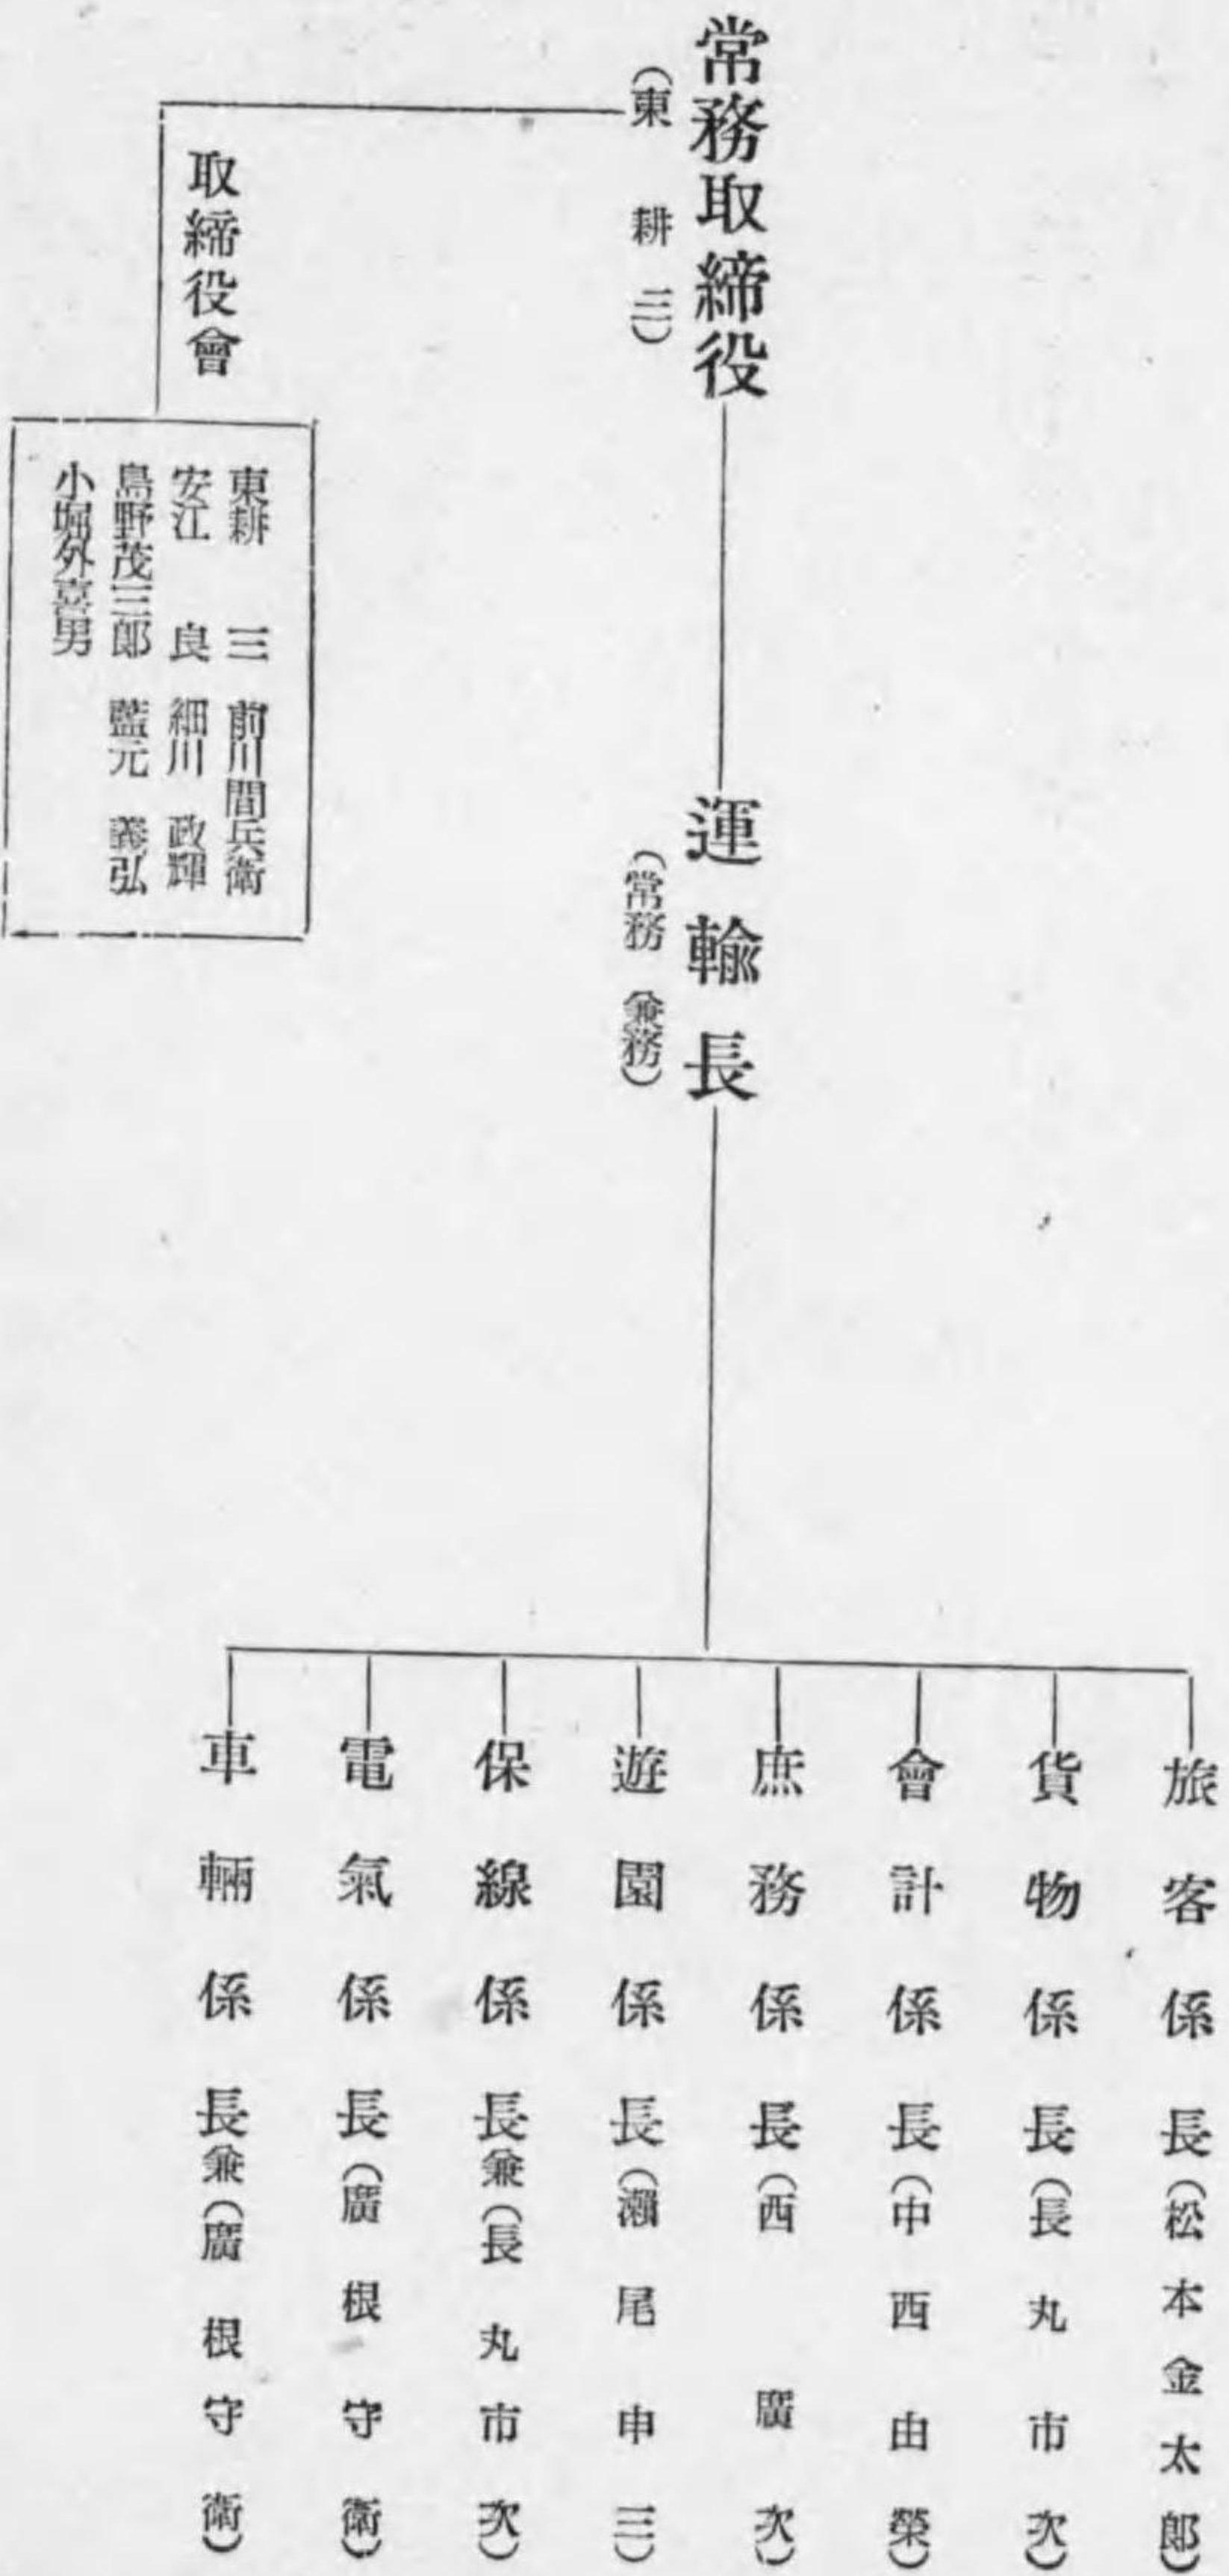 常務取締役
(東耕三)
取締役會
東耕三 前川間兵衛
安江良 細川政輝
鳥野茂三郎 藍元義弘
小堀外喜男
運輸長
(常務兼務)
旅客係長(松本金太郎)
貨物係長(長丸市次)
會計係長(中西由榮)
庶務係長(西廣次)
遊園係長(瀬尾申三)
保線係長兼(長丸市次)
電氣係長(廣根守衛)
車輛係長兼(廣根守衛)